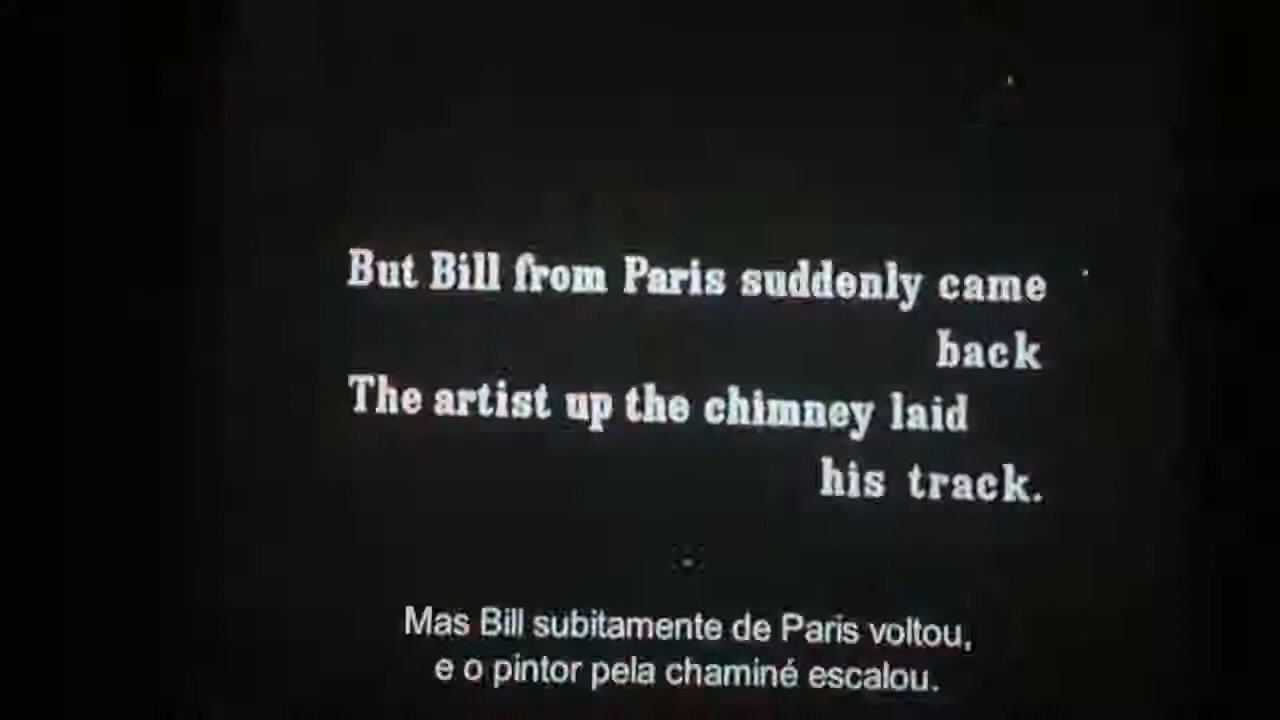 But Bill from Paris suddenly came
back
The artist up the chimney laid
his track.
Mas Bill subitamente de Paris voltou,
e o pintor pela chaminé escalou.